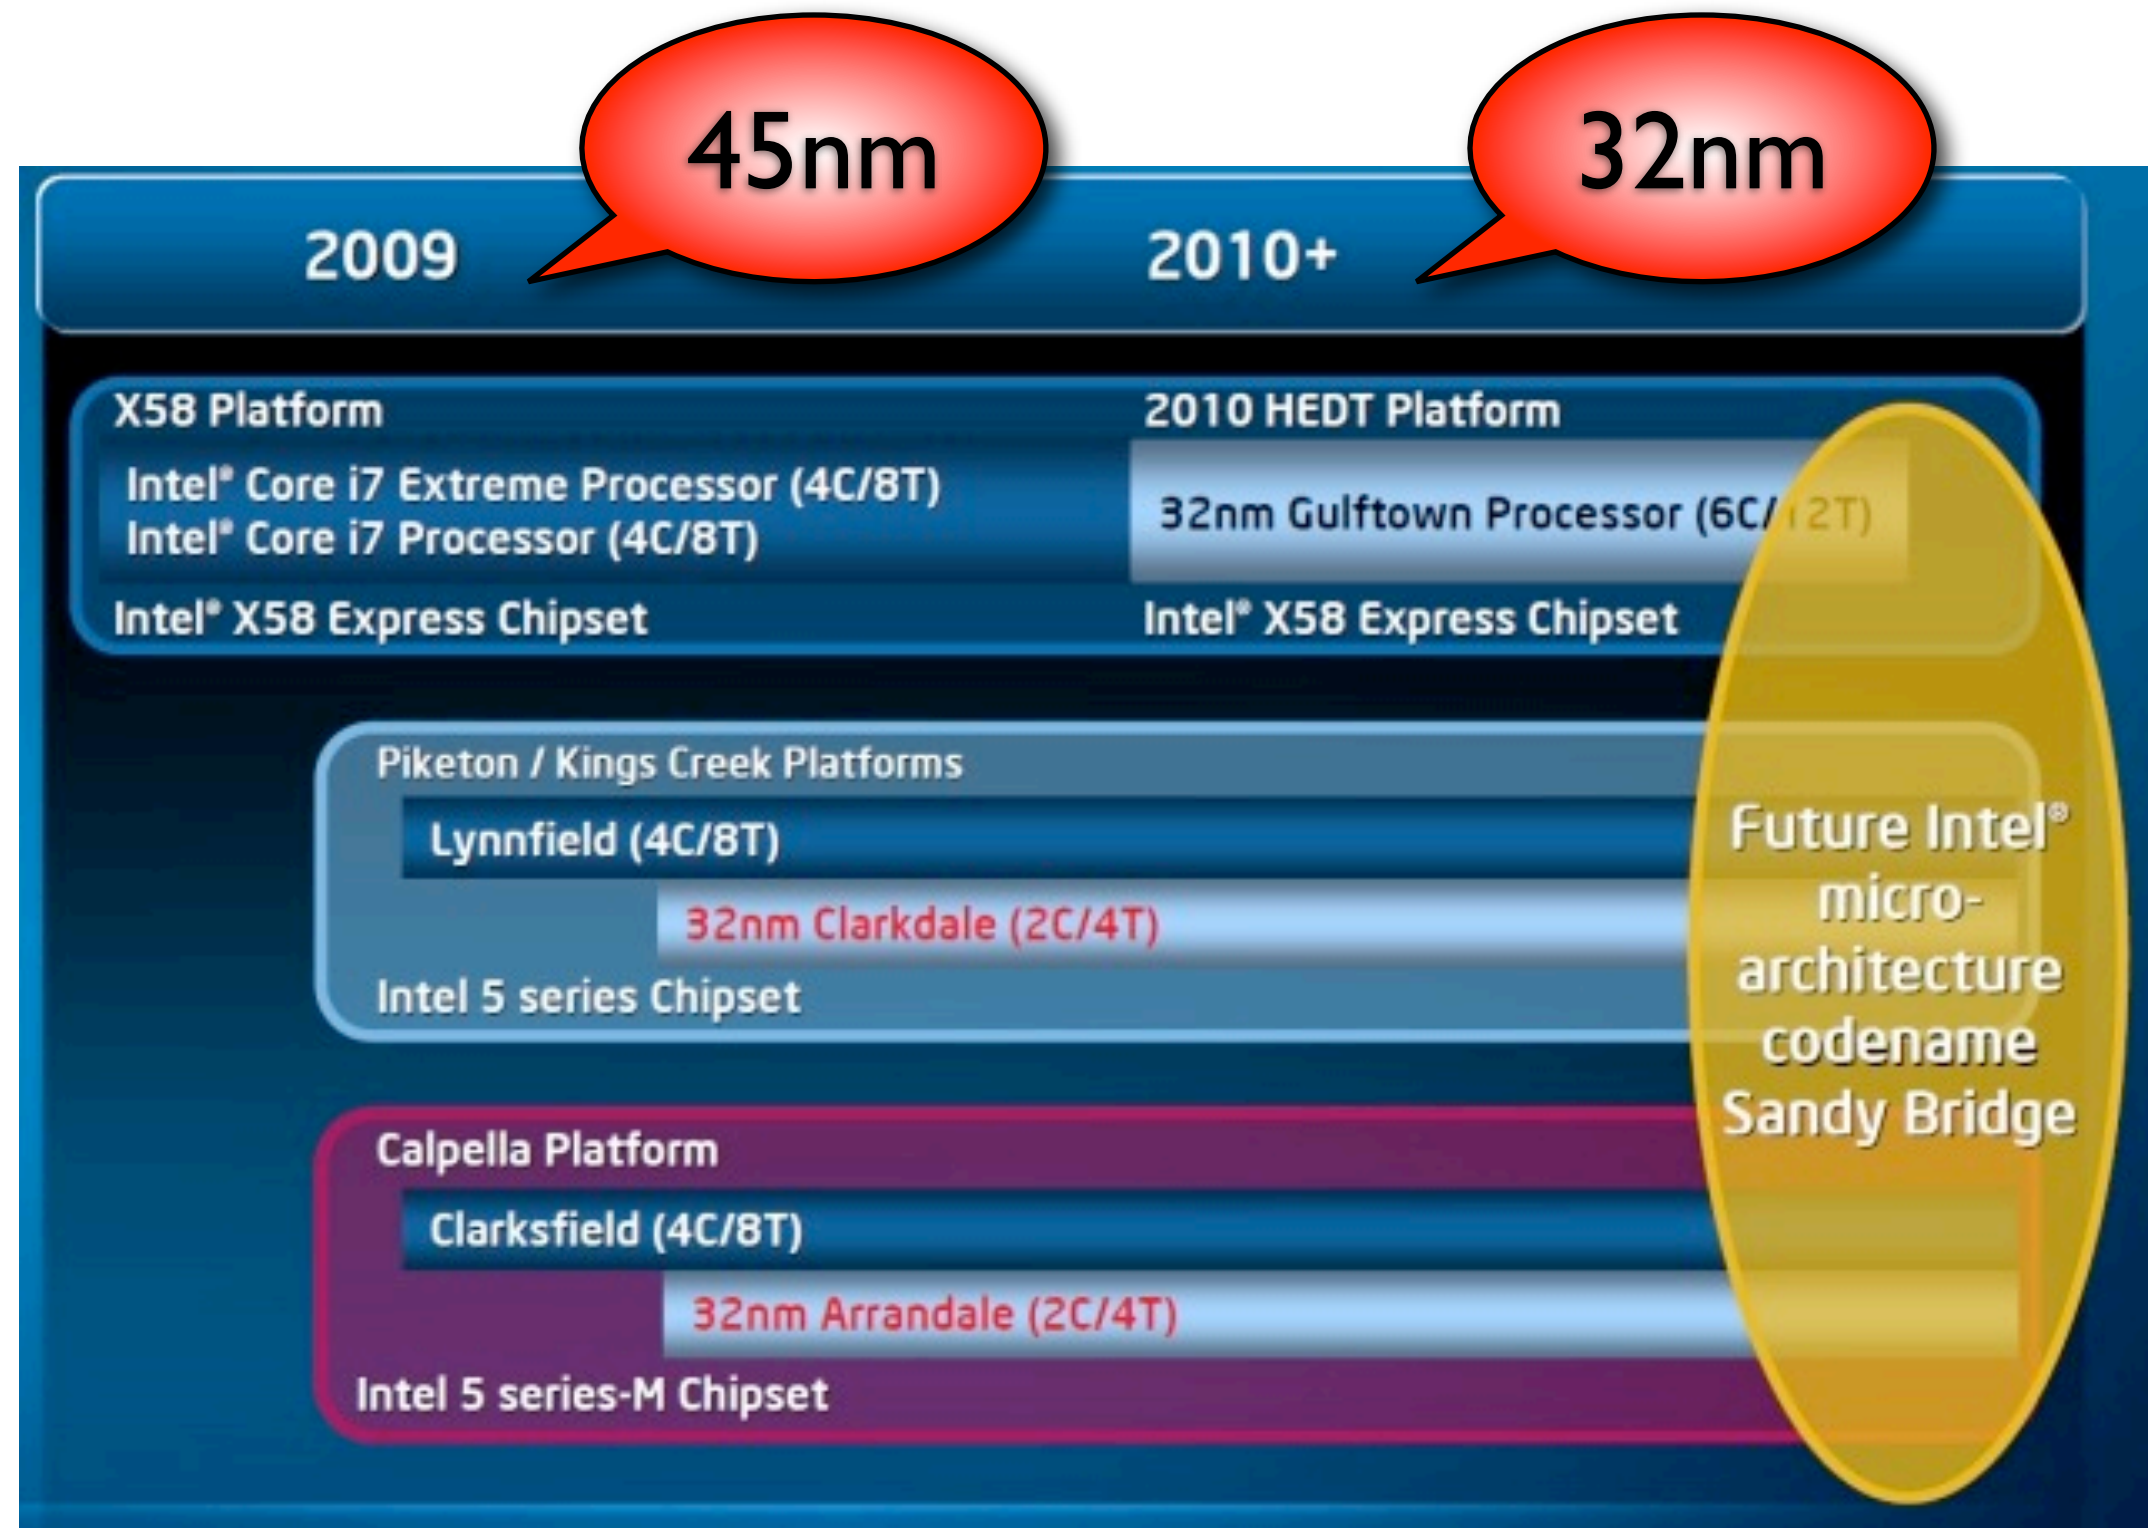 45nm
32nm
2009
2010+
X58 Platform
2010 HEDT Platform
Intel® Core i7 Extreme Processor (4C/8T)
Intel® Core i7 Processor (4C/8T)
32nm Gulftown Processor (6C/12T)
Intel® X58 Express Chipset
Intel® X58 Express Chipset
Piketon / Kings Creek Platforms
Lynnfield (4C/8T)
32nm Clarkdale (2C/4T)
Intel 5 series Chipset
Calpella Platform
Clarksfield (4C/8T)
32nm Arrandale (2C/4T)
Intel 5 series-M Chipset
Future Intel®
micro-
architecture
codename
Sandy Bridge